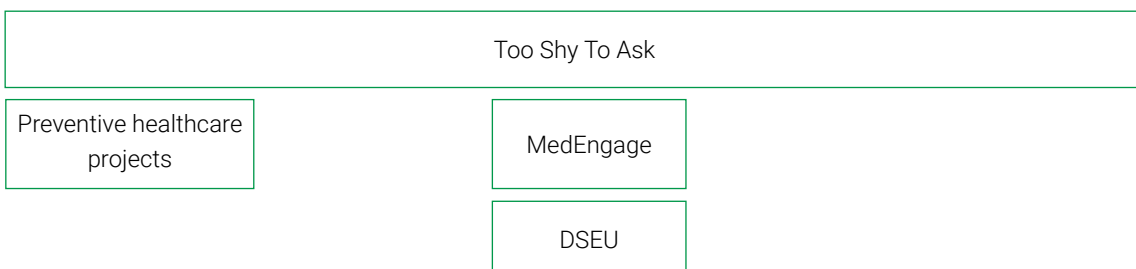 Too Shy To Ask
Preventive healthcare
projects
MedEngage
DSEU